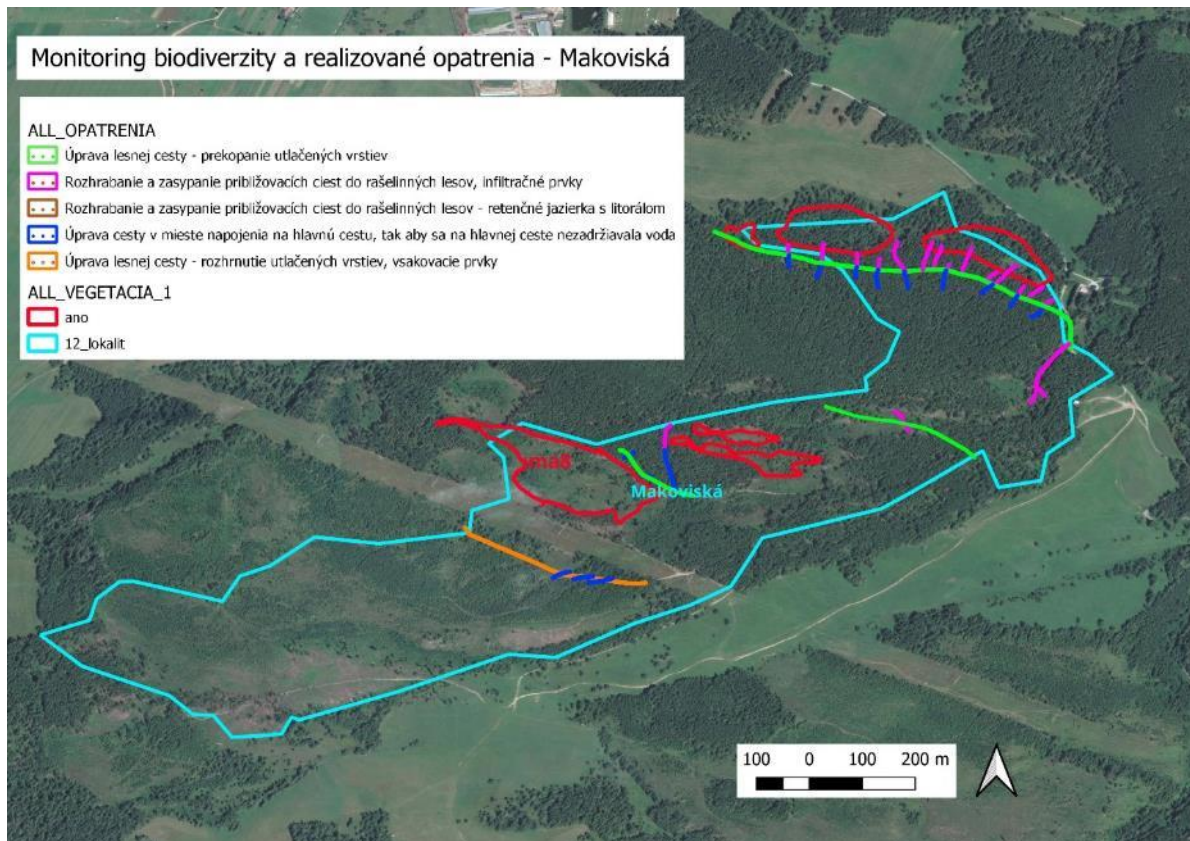 Monitoring biodiverzity a realizované opatrenia - Makoviská
ALL_OPATRENIA
Úprava lesnej cesty - prekopanie utlačených vrstiev
Rozhrabanie a zasypanie približovacích ciest do rašelinných lesov, infiltračné prvky
Rozhrabanie a zasypanie približovacích ciest do rašelinných lesov - retenčné jazierka s litorálom
Úprava cesty v mieste napojenia na hlavnú cestu, tak aby sa na hlavnej ceste nezadržiavala voda
Úprava lesnej cesty - rozhrnutie utlačených vrstiev, vsakovacie prvky
ALL_VEGETACIA_1
ano
12_lokalit
Makoviská
100 0 100 200 m